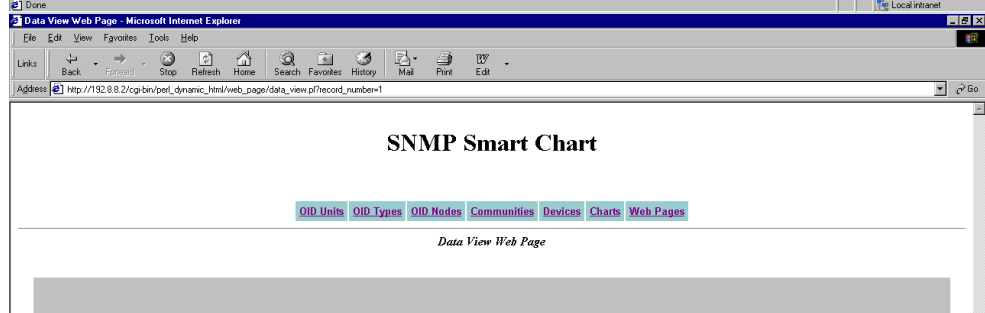 Done Local intranet
Data View Web Page - Microsoft Internet Explorer
File Edit View Favorites Tools Help
Links Back Forward Stop Refresh Home Search Favorites History Mail Print Edit
Address http://192.8.8.2/cgi-bin/perl_dynamic_html/web_page/data_view.pl?record_number=1 Go
SNMP Smart Chart
OID Units OID Types OID Nodes Communities Devices Charts Web Pages
Data View Web Page